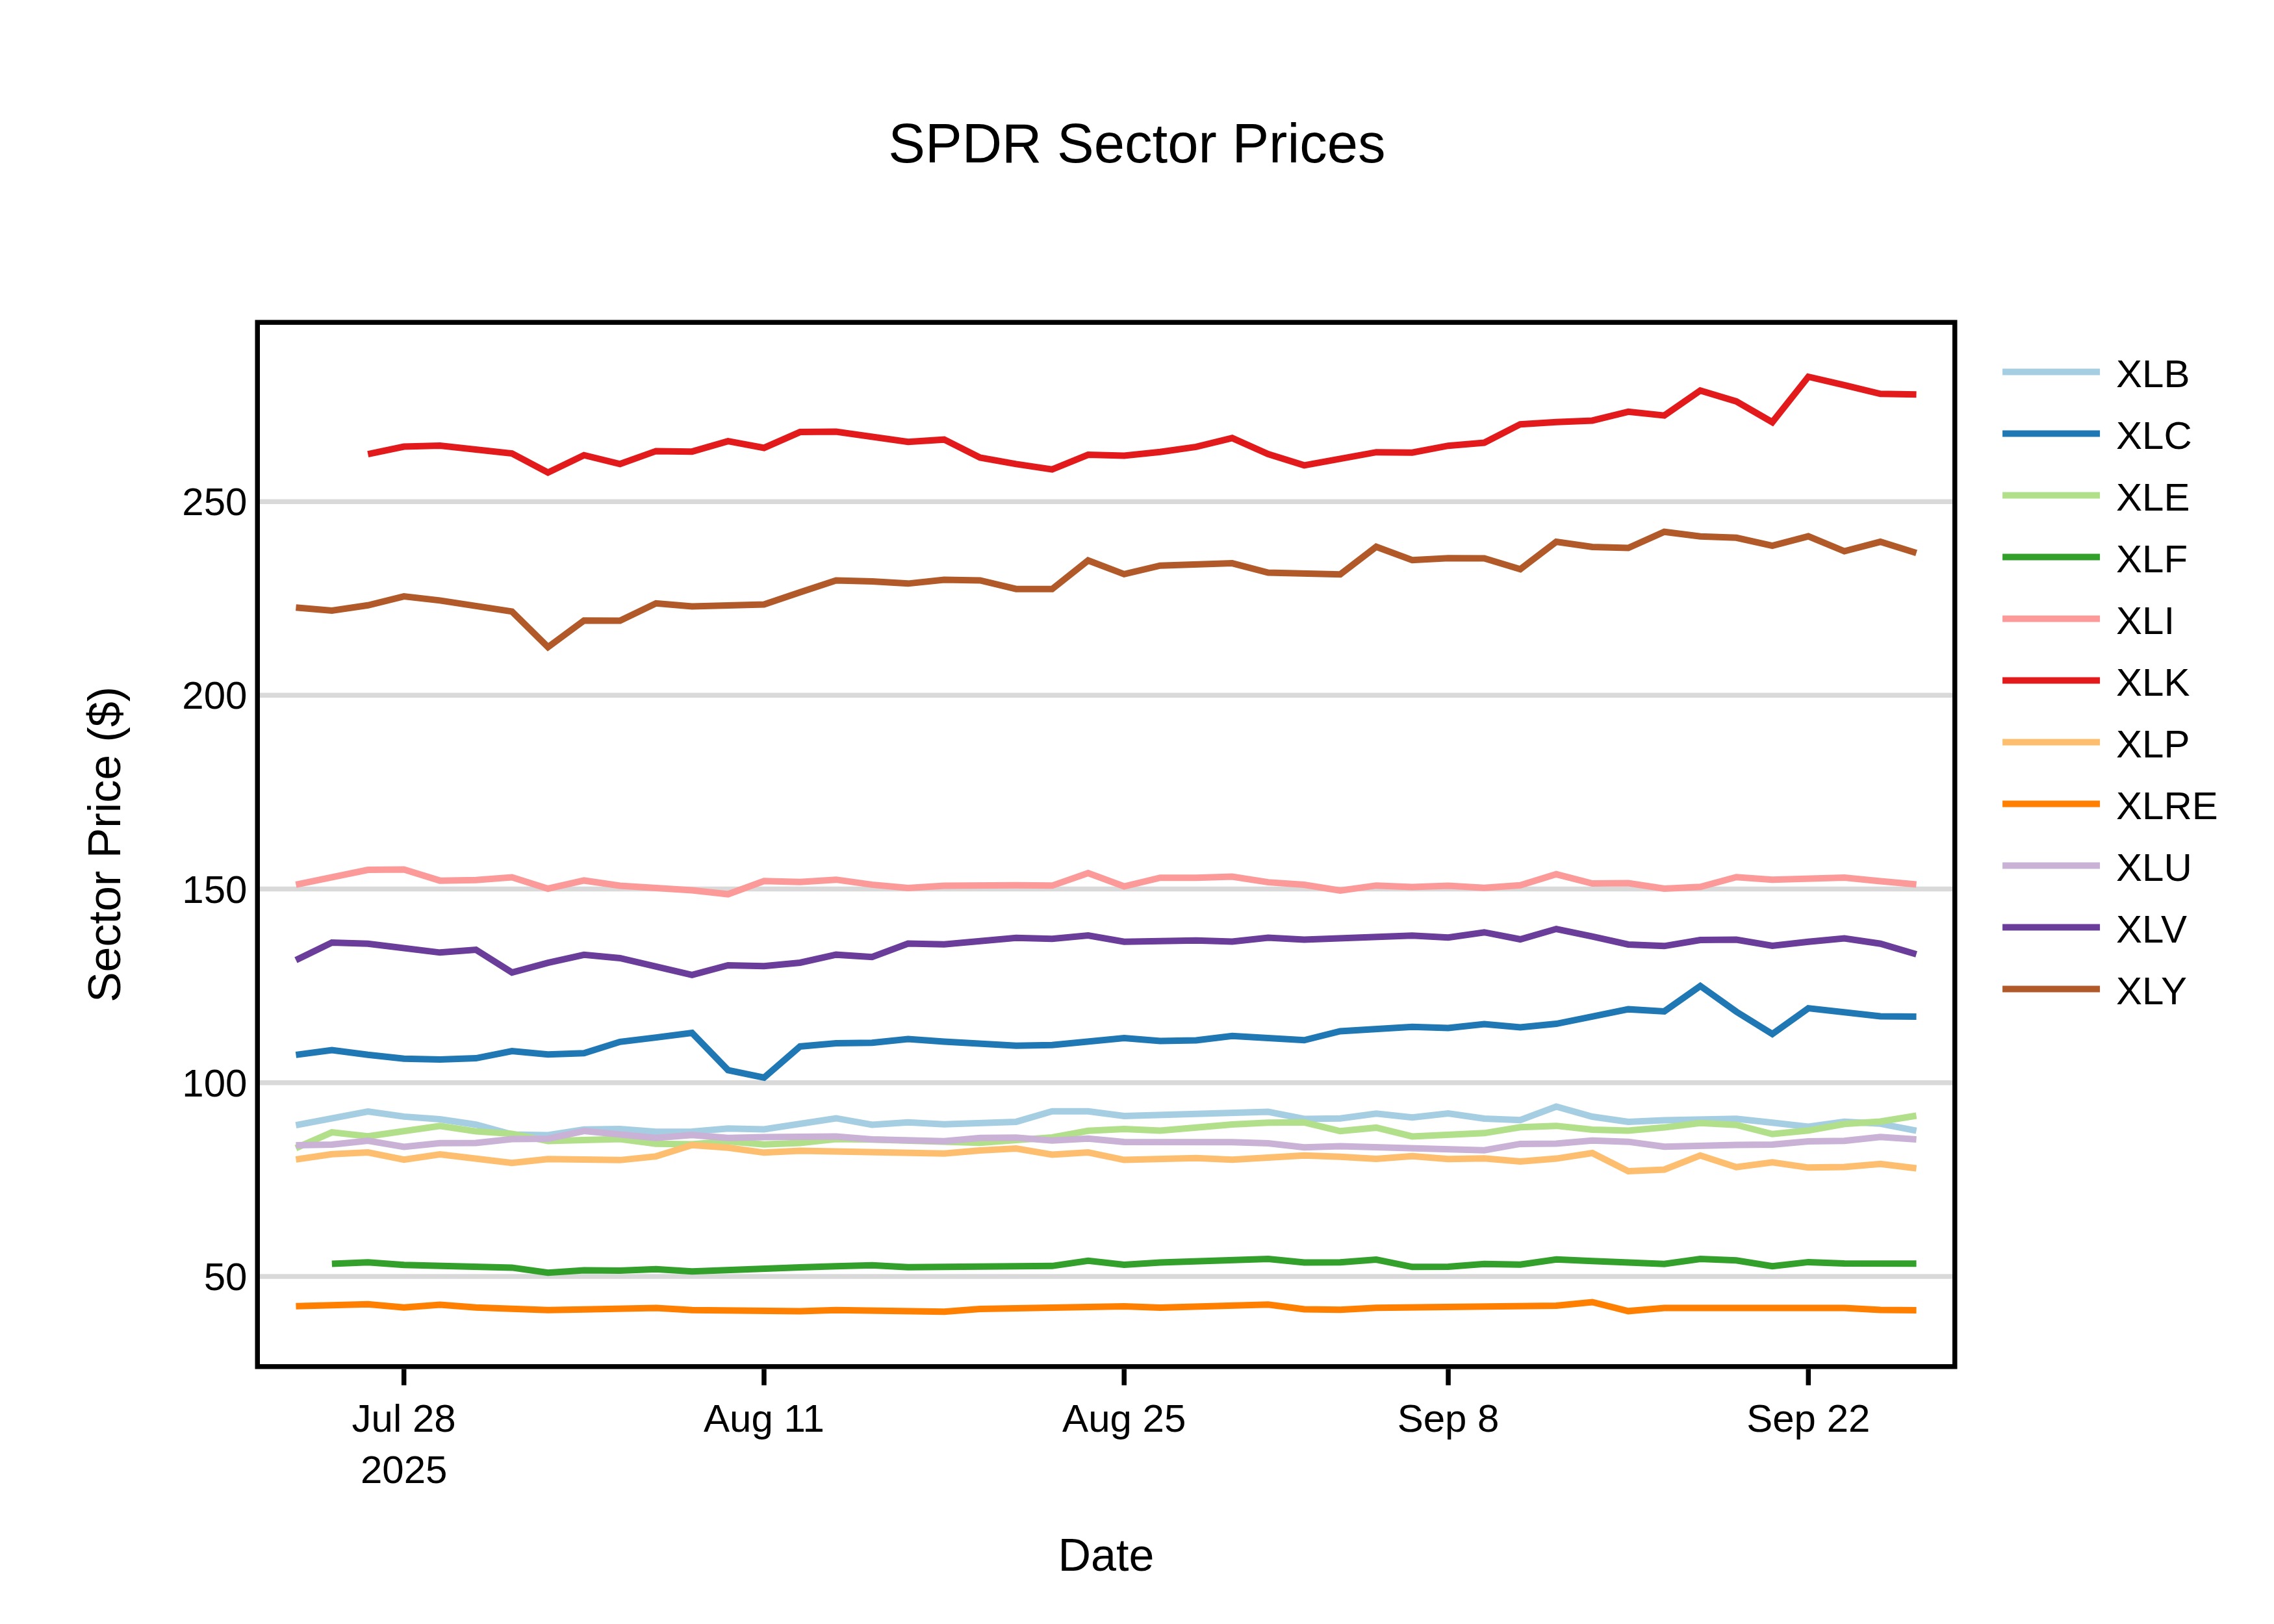 SPDR Sector Prices
Sector Price ($)
250
200
150
100
50
Jul 28
2025
Aug 11
Aug 25
Sep 8
Sep 22
Date
XLB
XLC
XLE
XLF
XLI
XLK
XLP
XLRE
XLU
XLV
XLY